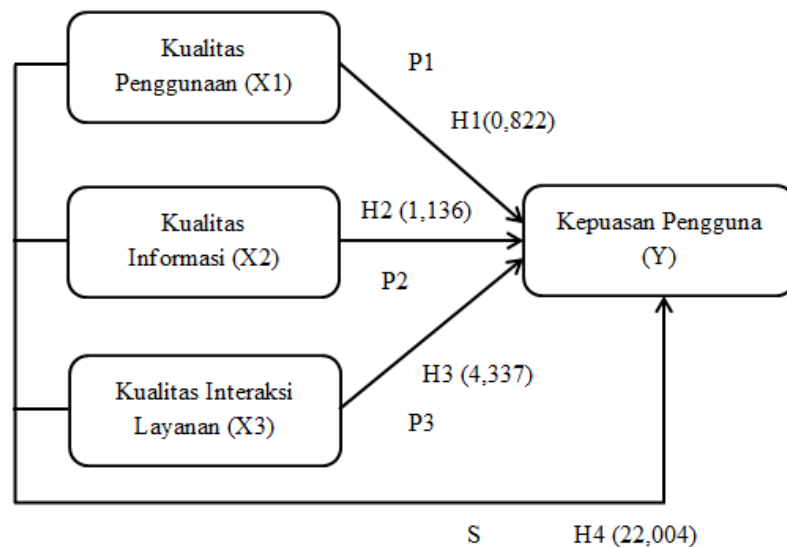 Kualitas
Penggunaan (X1)
P1
H1(0,822)
Kualitas
Informasi (X2)
H2 (1,136)
P2
Kepuasan Pengguna
(Y)
Kualitas Interaksi
Layanan (X3)
H3 (4,337)
P3
S
H4 (22,004)